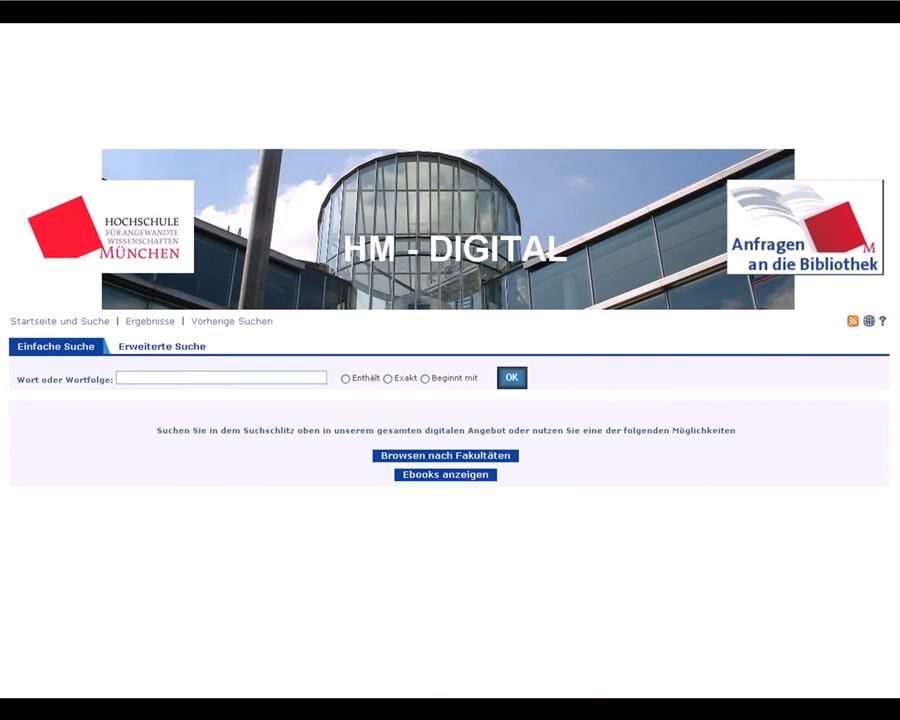 HOCHSCHULE
FÜR ANGEWANDTE
WISSENSCHAFTEN
MÜNCHEN
HM - DIGITAL
Anfragen M
an die Bibliothek
Startseite und Suche | Ergebnisse | Vorherige Suchen ?
Einfache Suche Erweiterte Suche
Wort oder Wortfolge: Enthält Exakt Beginnt mit OK
Suchen Sie in dem Suchschlitz oben in unserem gesamten digitalen Angebot oder nutzen Sie eine der folgenden Möglichkeiten
Browsen nach Fakultäten
Ebooks anzeigen